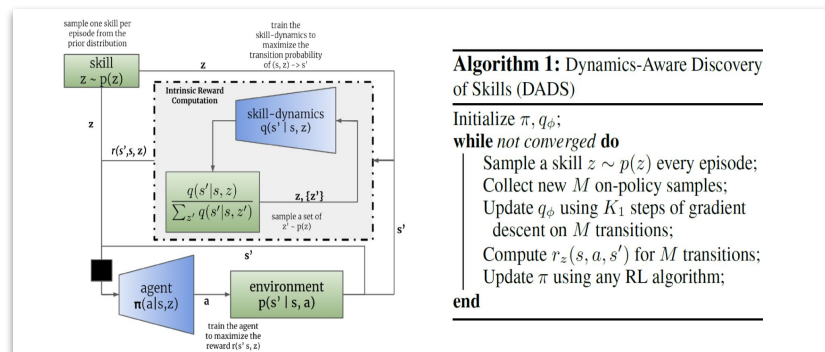 sample one skill per
episode from the
prior distribution
skill
z ~ p(z)
z
train the
skill-dynamics to
maximize the
transition probability
of (s, z) -> s'
Intrinsic Reward
Computation
skill-dynamics
q(s' | s, z)
z
r(s',s, z)
q(s'|s, z)
∑z' q(s'|s, z')
z, {z'}
sample a set of
z' ~ p(z)
s'
s'
agent
π(a|s,z)
a
environment
p(s' | s, a)
train the agent
to maximize the
reward r(s' s, z)
Algorithm 1: Dynamics-Aware Discovery
of Skills (DADS)
Initialize π, qϕ;
while not converged do
Sample a skill z ∼ p(z) every episode;
Collect new M on-policy samples;
Update qϕ using K1 steps of gradient
descent on M transitions;
Compute rz(s, a, s') for M transitions;
Update π using any RL algorithm;
end